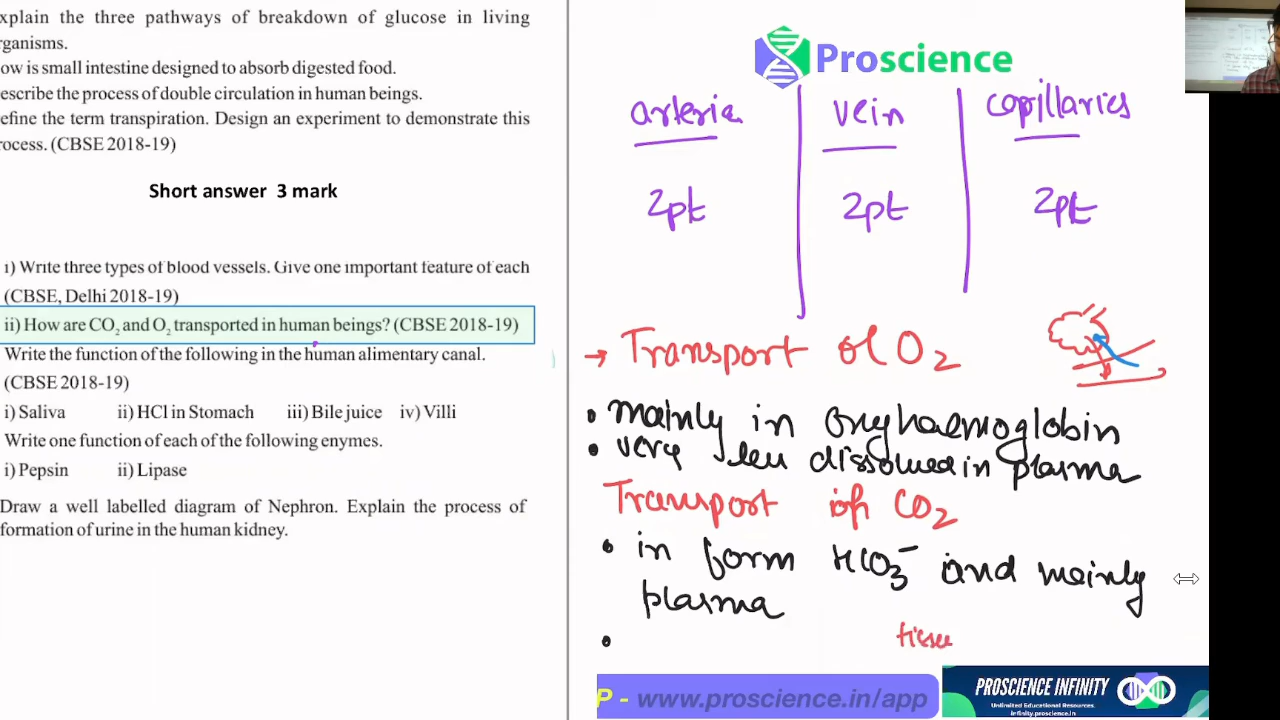 xplain the three pathways of breakdown of glucose in living
rganisms.
ow is small intestine designed to absorb digested food.
escribe the process of double circulation in human beings.
efine the term transpiration. Design an experiment to demonstrate this
rocess. (CBSE 2018-19)
Short answer 3 mark
i) Write three types of blood vessels. Give one important feature of each
(CBSE, Delhi 2018-19)
ii) How are CO₂ and O₂ transported in human beings? (CBSE 2018-19)
Write the function of the following in the human alimentary canal.
(CBSE 2018-19)
i) Saliva ii) HCl in Stomach iii) Bile juice iv) Villi
Write one function of each of the following enymes.
i) Pepsin ii) Lipase
Draw a well labelled diagram of Nephron. Explain the process of
formation of urine in the human kidney.
Proscience
arteria vein capillaries
2pt 2pt 2pt
→ Transport of O₂
• mainly in oxyhaemoglobin
• very less dissolved in plasma
Transport of CO₂
• in form HCO₃⁻ and mainly
plasma
• tissue
P - www.proscience.in/app
PROSCIENCE INFINITY
Unlimited Educational Resources.
infinity.proscience.in